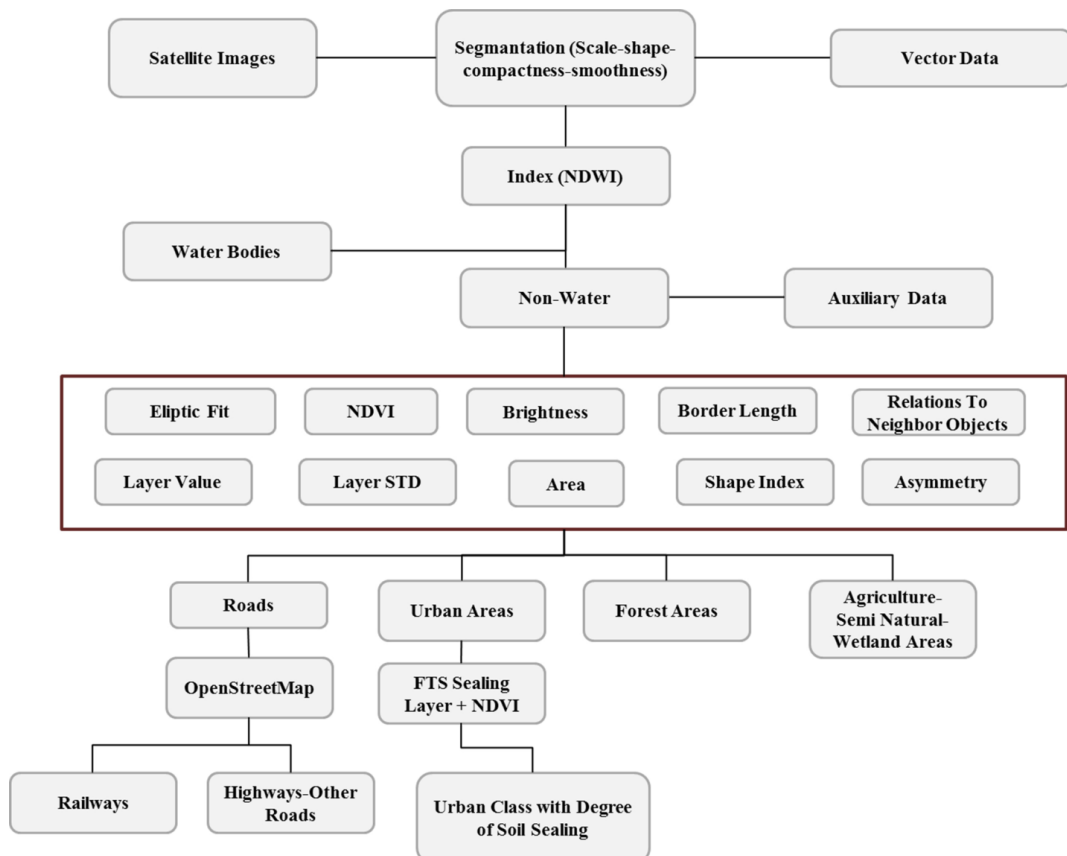 Satellite Images
Segmantation (Scale-shape-
compactness-smoothness)
Vector Data
Index (NDWI)
Water Bodies
Non-Water
Auxiliary Data
Eliptic Fit
NDVI
Brightness
Border Length
Relations To
Neighbor Objects
Layer Value
Layer STD
Area
Shape Index
Asymmetry
Roads
Urban Areas
Forest Areas
Agriculture-
Semi Natural-
Wetland Areas
OpenStreetMap
FTS Sealing
Layer + NDVI
Railways
Highways-Other
Roads
Urban Class with Degree
of Soil Sealing